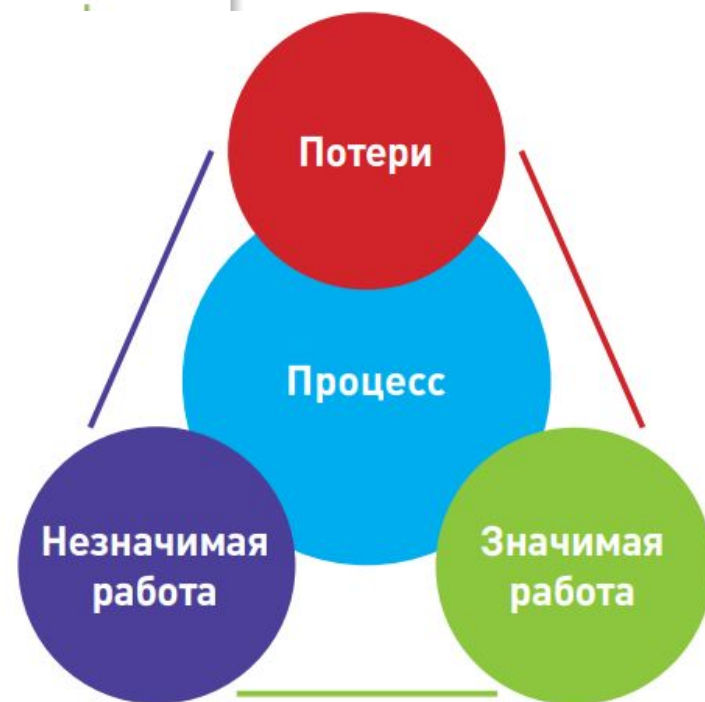 Потери
Процесс
Незначимая
работа
Значимая
работа